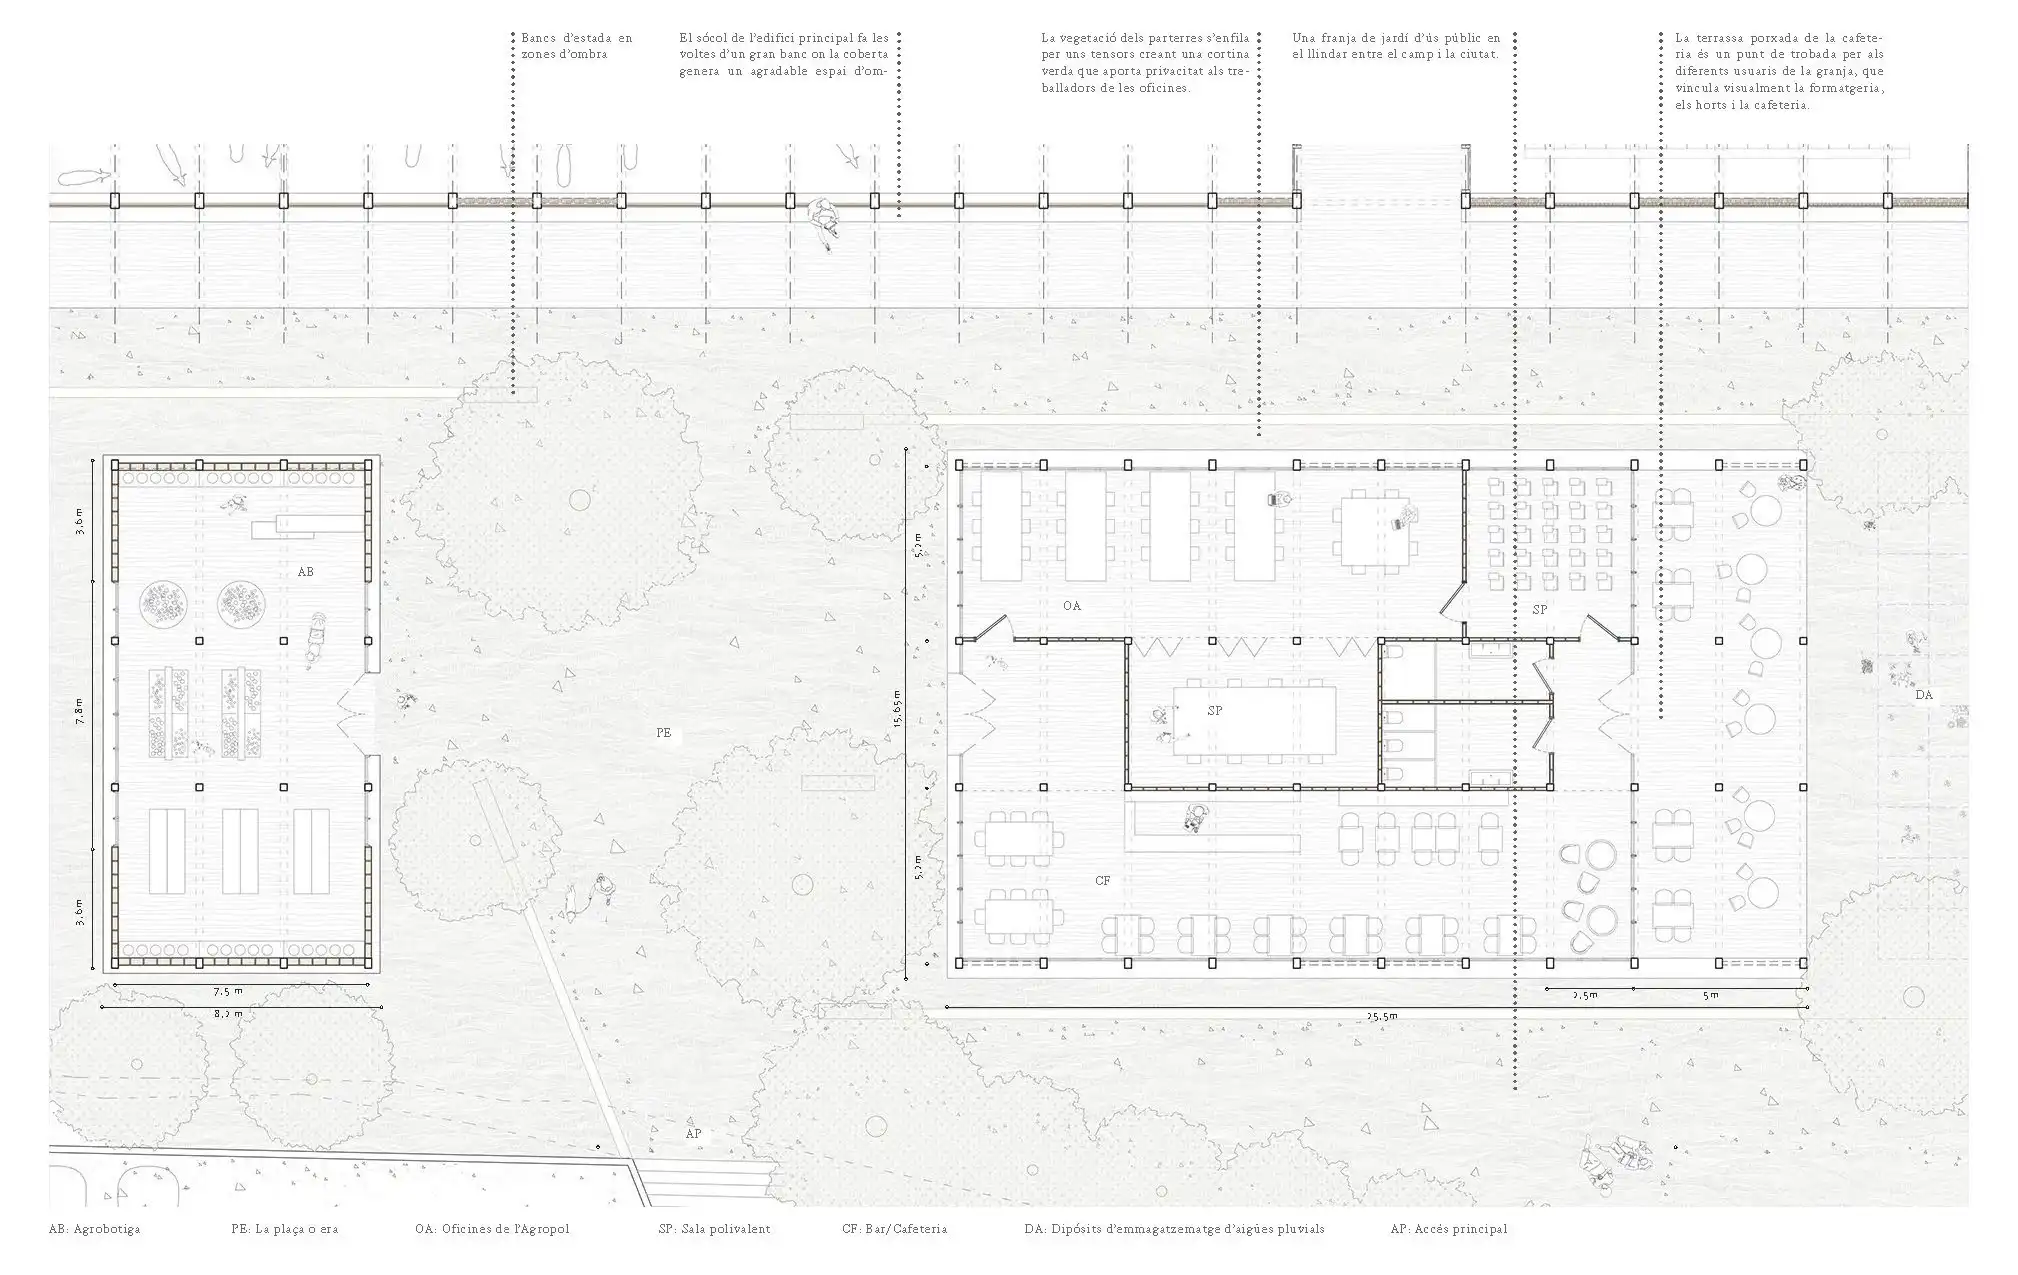 Bancs d'estada en
zones d'ombra
El sócol de l'edifici principal fa les
voltes d'un gran banc on la coberta
genera un agradable espai d'om-
La vegetació dels parterres s'enfila
per uns tensors creant una cortina
verda que aporta privacitat als tre-
balladors de les oficines.
Una franja de jardí d'ús públic en
el llindar entre el camp i la ciutat.
La terrassa porxada de la cafete-
ria és un punt de trobada per als
diferents usuaris de la granja, que
vincula visualment la formatgeria,
els horts i la cafeteria.
3,6m
7,8m
3,6m
AB
7,5 m
8,2 m
PE
AP
5,2m
15,65m
5,2m
OA
SP
SP
CF
DA
2,5m
5m
25,5m
AB: Agrobotiga
PE: La plaça o era
OA: Oficines de l'Agropol
SP: Sala polivalent
CF: Bar/Cafeteria
DA: Dipósits d'emmagatzematge d'aigües pluvials
AP: Accés principal